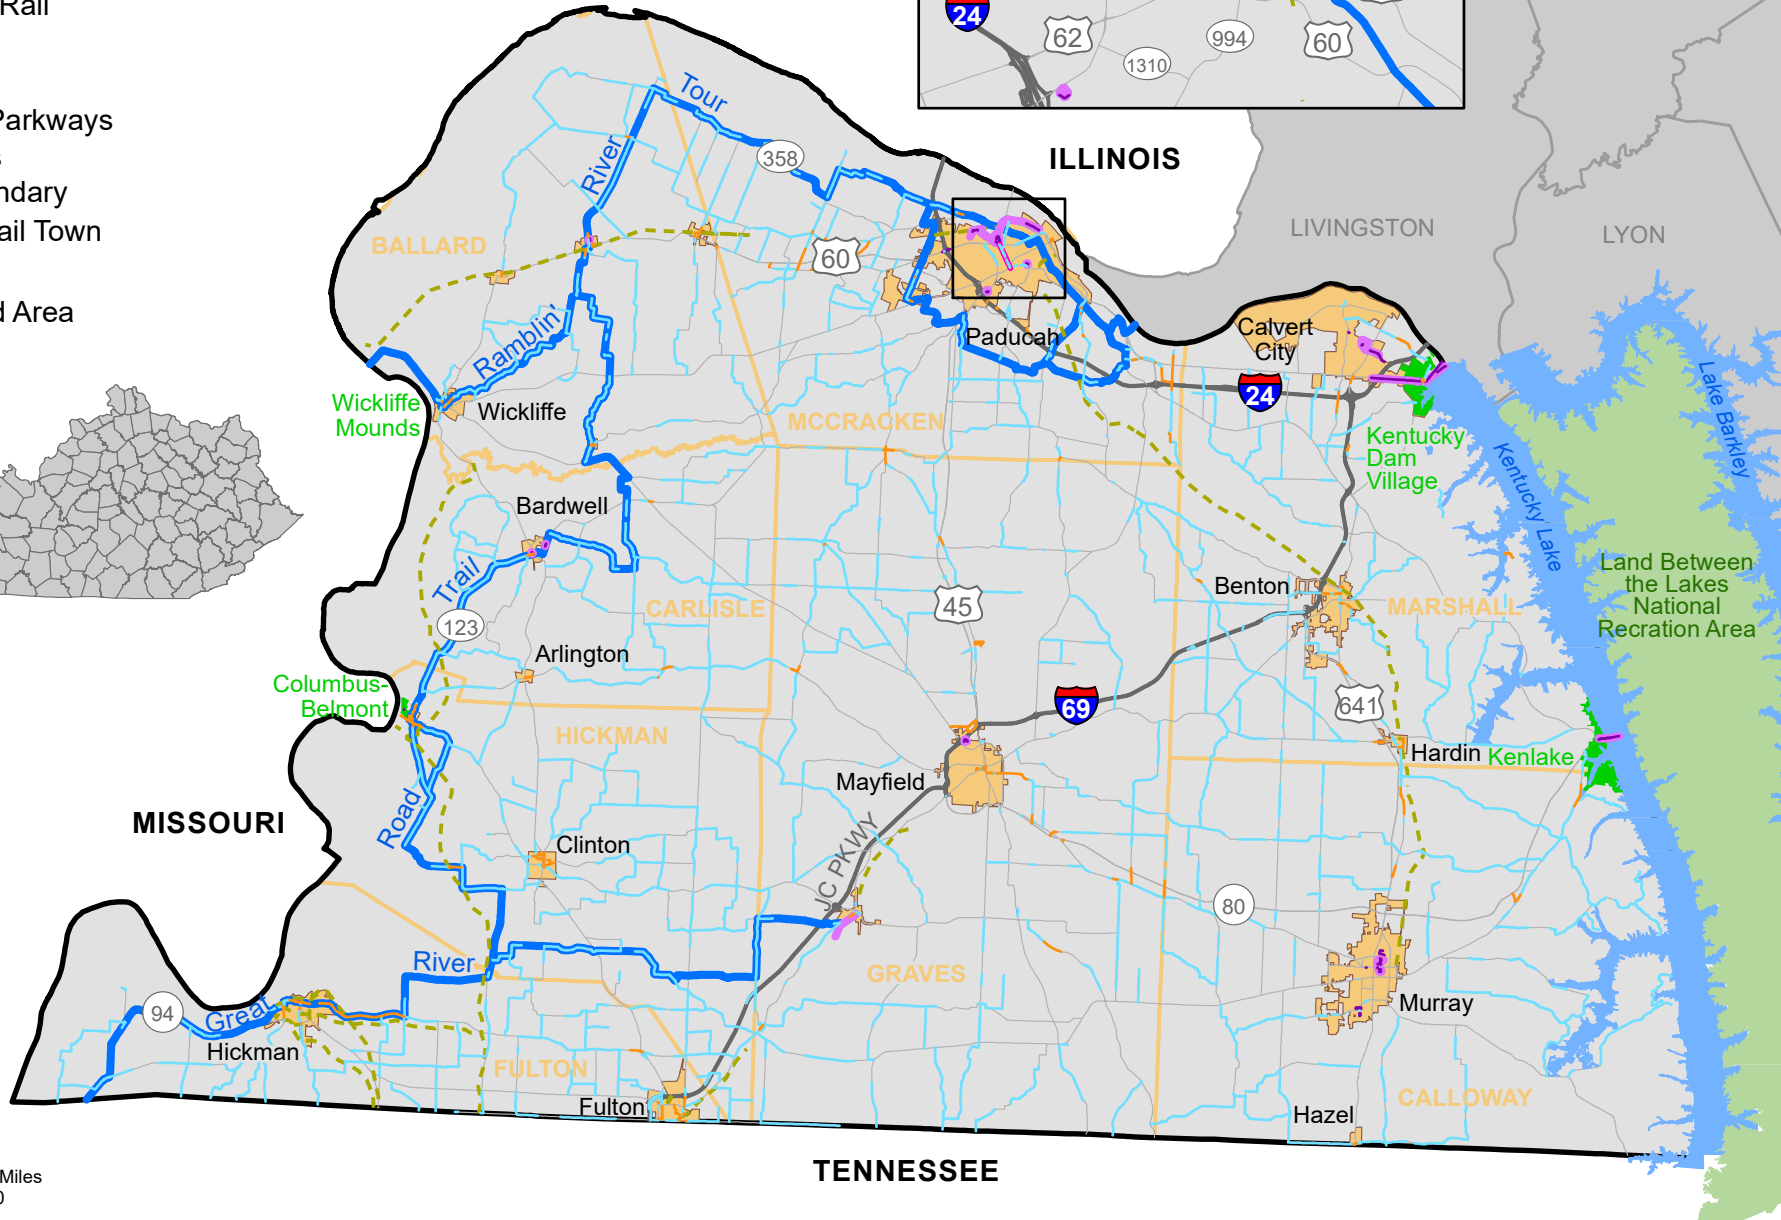 Rail
Parkways
s
ndary
ail Town
d Area
24
62
1310
994
60
ILLINOIS
LIVINGSTON
LYON
Tour
River
358
BALLARD
60
Paducah
Calvert
City
24
Ramblin'
Wickliffe
Mounds
Wickliffe
MCCRACKEN
Kentucky
Dam
Village
Lake Barkley
Kentucky Lake
Land Between
the Lakes
National
Recration Area
Bardwell
Trail
123
CARLISLE
45
Benton
MARSHALL
Arlington
Columbus-
Belmont
69
641
HICKMAN
Hardin
Kenlake
Mayfield
MISSOURI
Road
Clinton
JC PKWY
80
River
GRAVES
94
Great
Hickman
Murray
FULTON
Fulton
CALLOWAY
Hazel
TENNESSEE
Miles
0